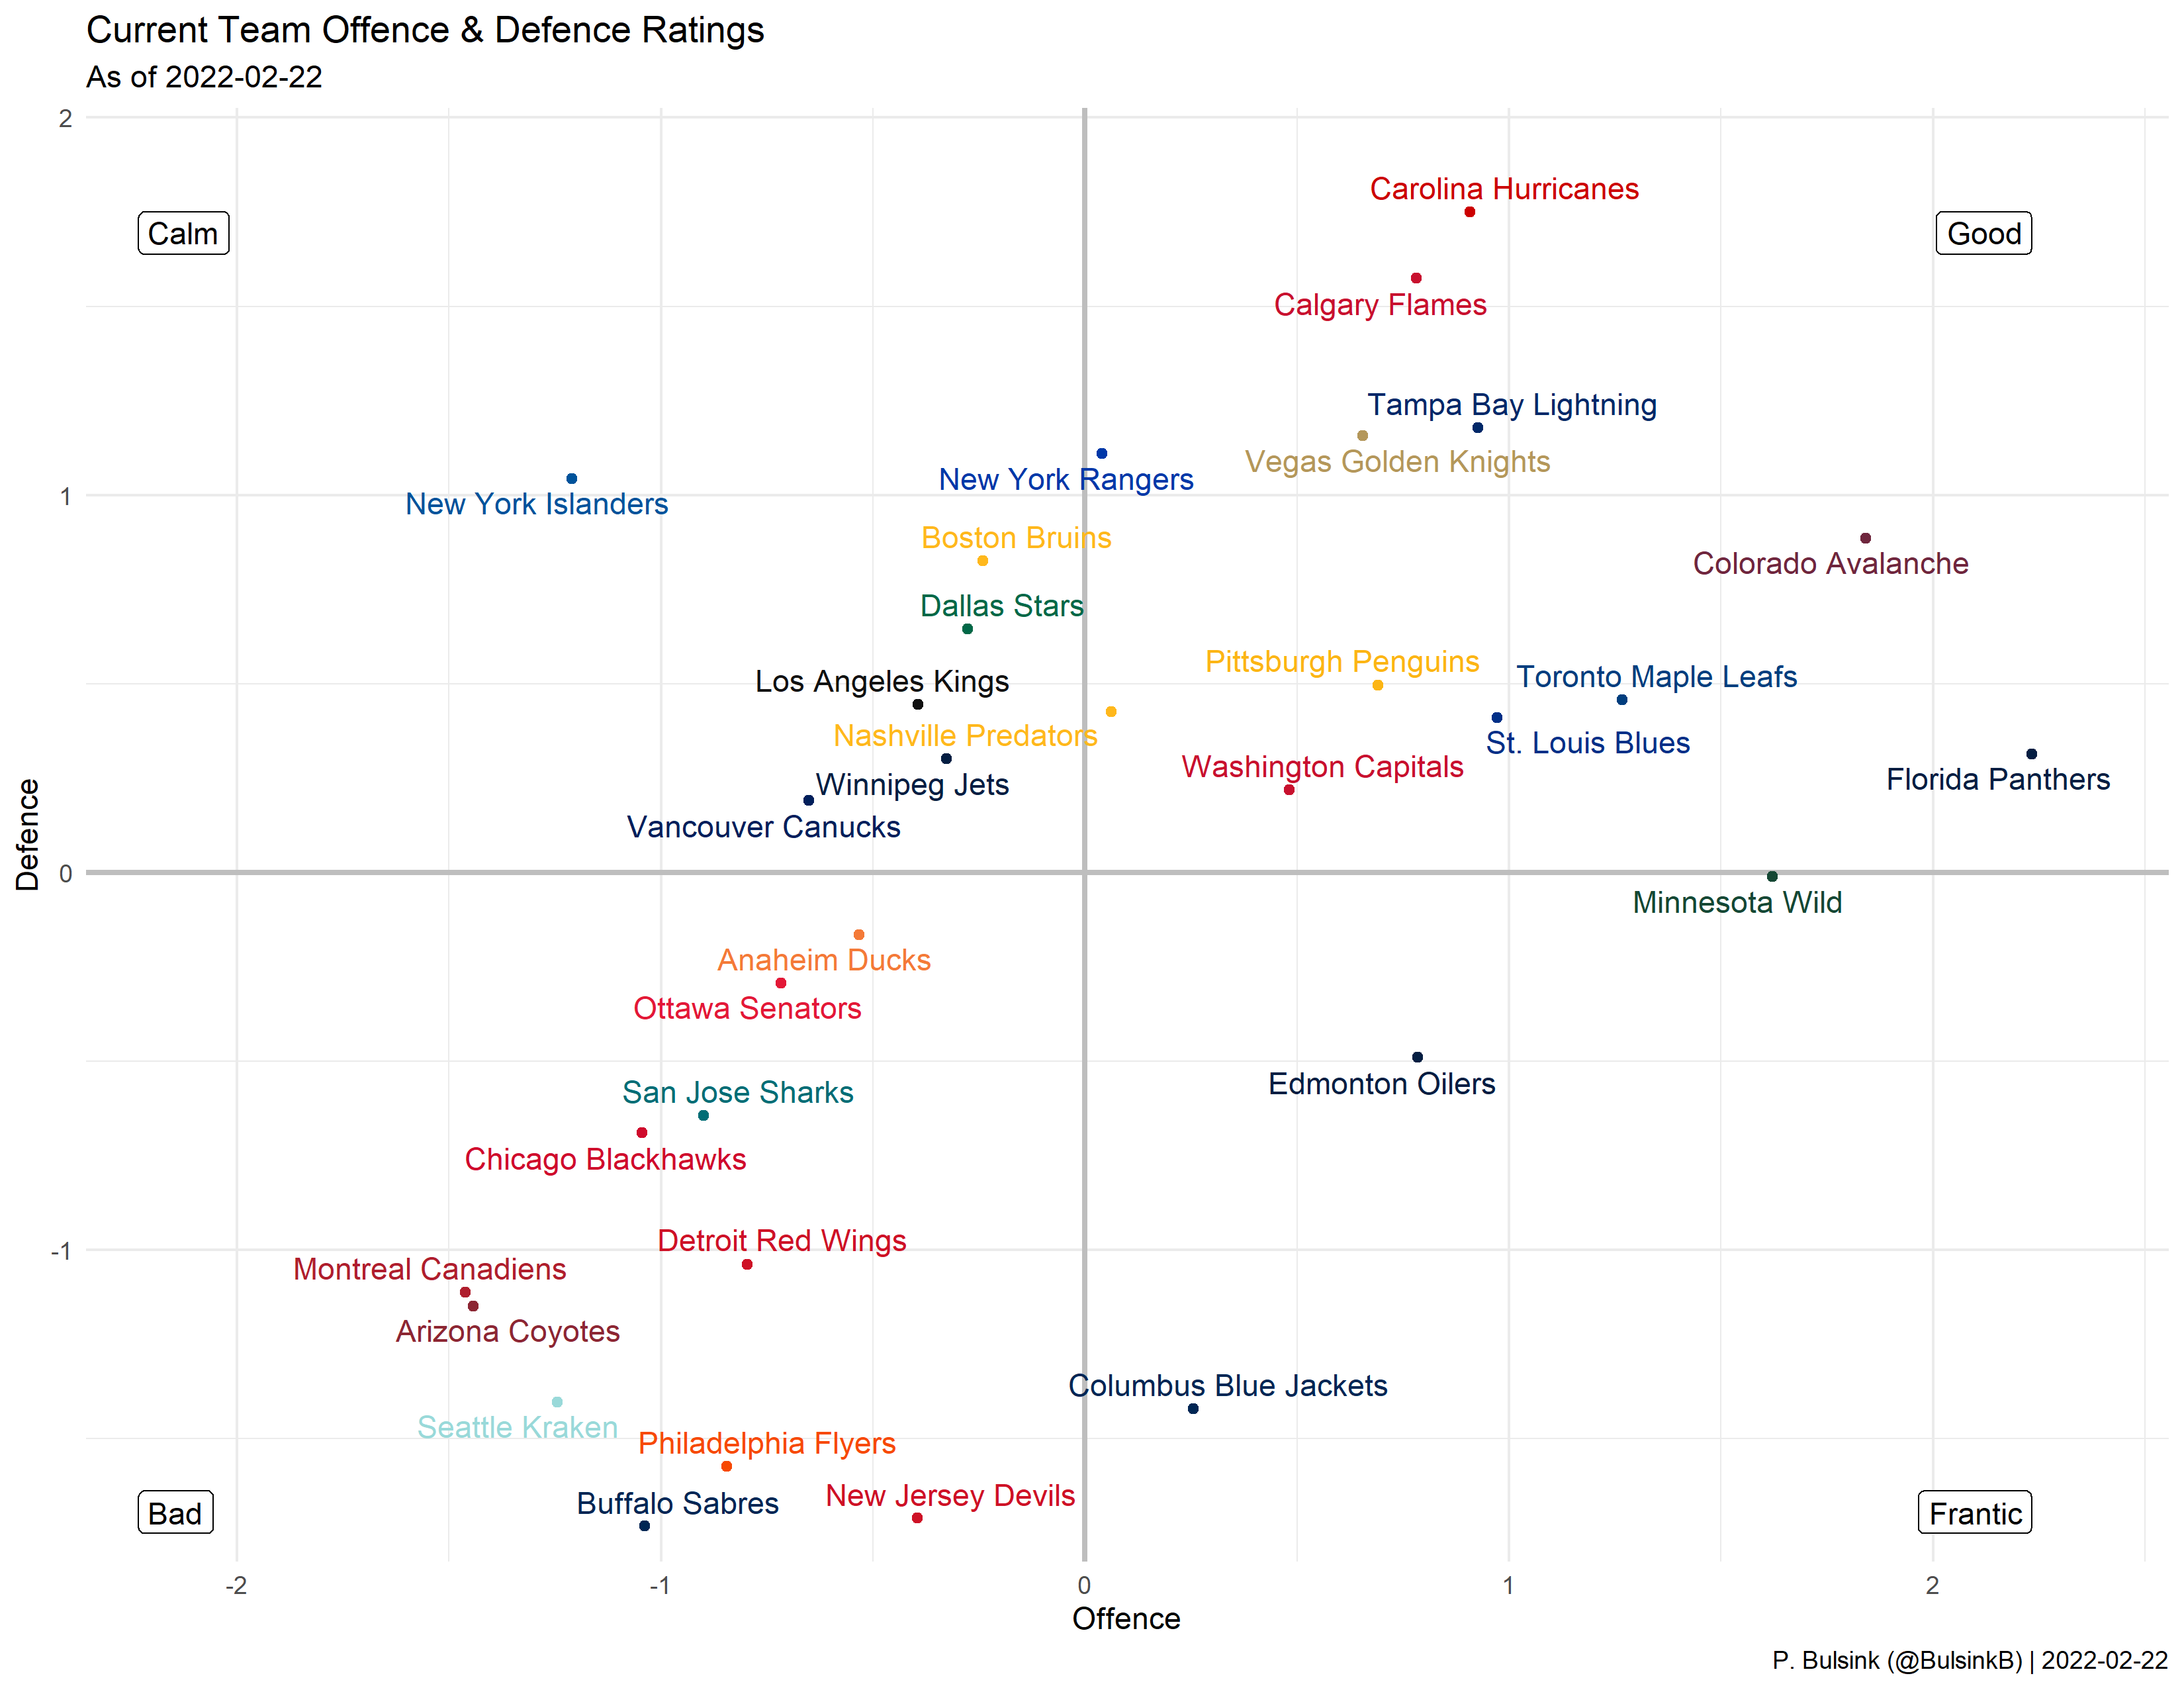 Current Team Offence & Defence Ratings
As of 2022-02-22
2
Carolina Hurricanes
Calm
Good
Calgary Flames
Tampa Bay Lightning
Vegas Golden Knights
New York Rangers
1
New York Islanders
Boston Bruins
Colorado Avalanche
Dallas Stars
Pittsburgh Penguins
Toronto Maple Leafs
Los Angeles Kings
Nashville Predators
St. Louis Blues
Washington Capitals
Florida Panthers
Winnipeg Jets
Vancouver Canucks
Defence
0
Minnesota Wild
Anaheim Ducks
Ottawa Senators
Edmonton Oilers
San Jose Sharks
Chicago Blackhawks
Detroit Red Wings
-1
Montreal Canadiens
Arizona Coyotes
Columbus Blue Jackets
Seattle Kraken
Philadelphia Flyers
New Jersey Devils
Buffalo Sabres
Bad
Frantic
-2
-1
0
1
2
Offence
P. Bulsink (@BulsinkB) | 2022-02-22